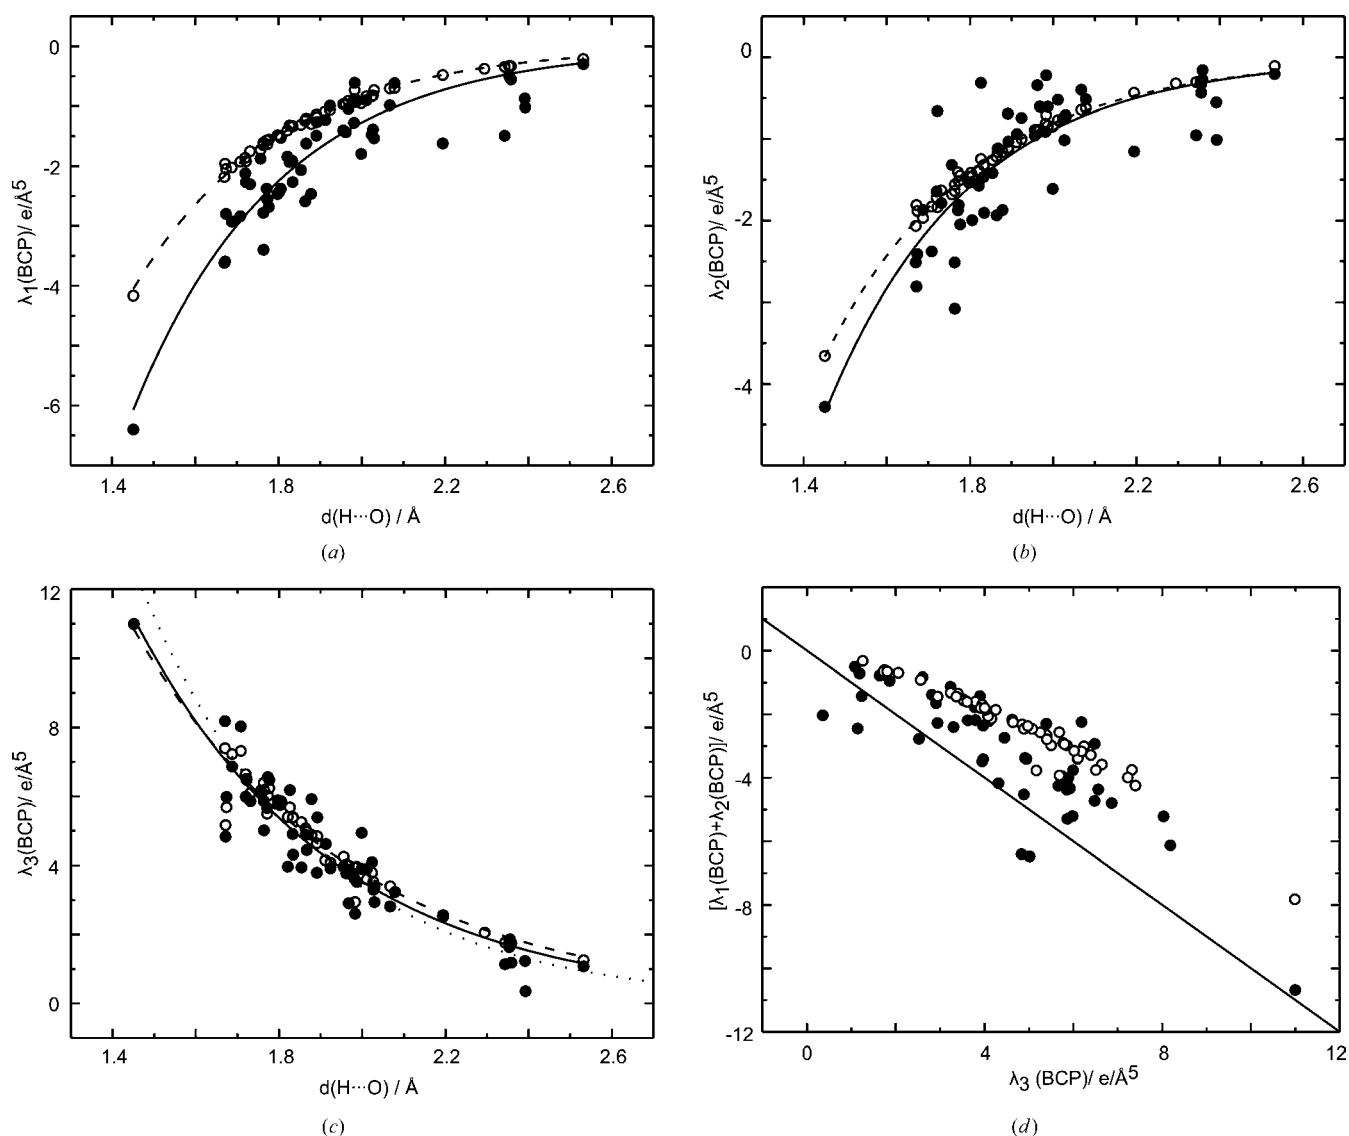 0
-2
-4
-6
λ1(BCP)/ e/Å5
1.4
1.8
2.2
2.6
d(H···O) / Å
(a)
0
-2
-4
λ2(BCP)/ e/Å5
1.4
1.8
2.2
2.6
d(H···O) / Å
(b)
12
8
4
0
λ3(BCP)/ e/Å5
1.4
1.8
2.2
2.6
d(H···O) / Å
(c)
0
-4
-8
-12
[λ1(BCP)+λ2(BCP)]/ e/Å5
0
4
8
12
λ3 (BCP)/ e/Å5
(d)